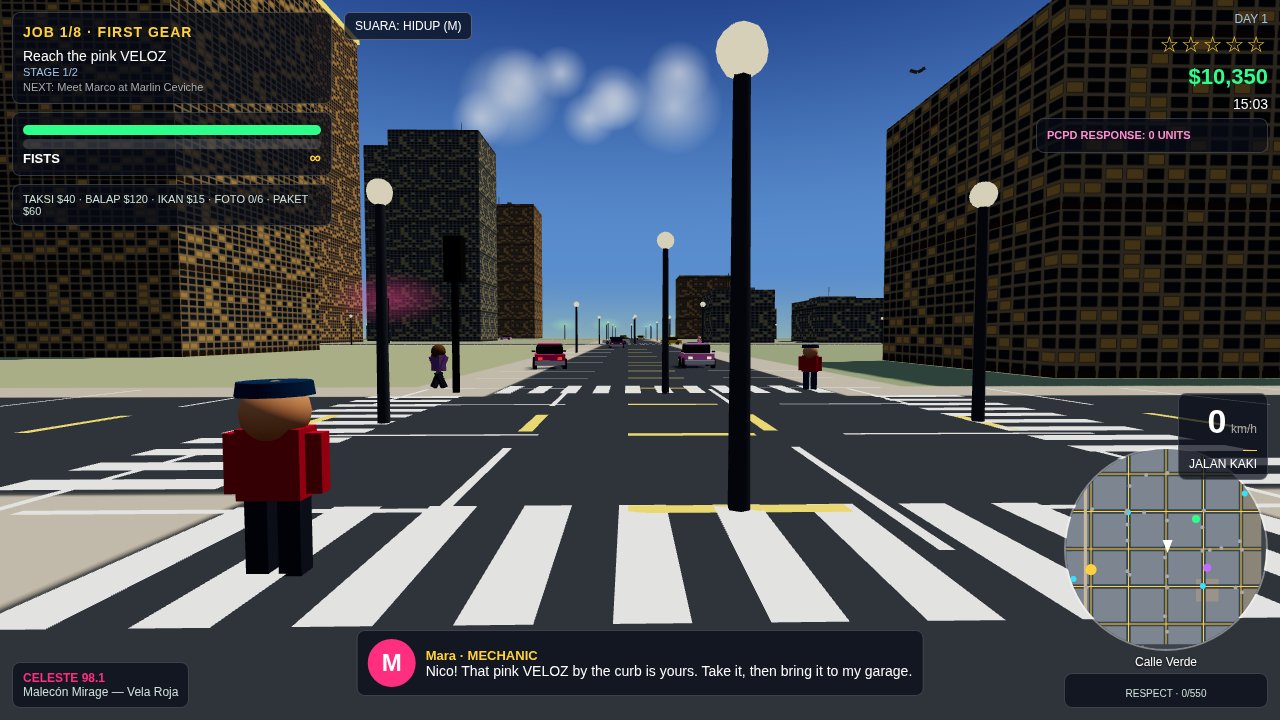 JOB 1/8 · FIRST GEAR
Reach the pink VELOZ
STAGE 1/2
NEXT: Meet Marco at Marlin Ceviche
FISTS ∞
TAKSI $40 · BALAP $120 · IKAN $15 · FOTO 0/6 · PAKET
$60
SUARA: HIDUP (M)
DAY 1
☆☆☆☆☆
$10,350
15:03
PCPD RESPONSE: 0 UNITS
0 km/h
—
JALAN KAKI
Calle Verde
RESPECT · 0/550
M
Mara · MECHANIC
Nico! That pink VELOZ by the curb is yours. Take it, then bring it to my garage.
CELESTE 98.1
Malecón Mirage — Vela Roja